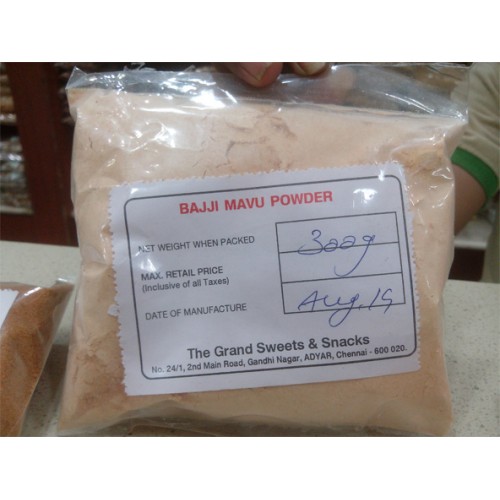 BAJJI MAVU POWDER
NET WEIGHT WHEN PACKED 300g
MAX. RETAIL PRICE
(Inclusive of all Taxes)
DATE OF MANUFACTURE Aug, 19
The Grand Sweets & Snacks
No. 24/1, 2nd Main Road, Gandhi Nagar, ADYAR, Chennai - 600 020.